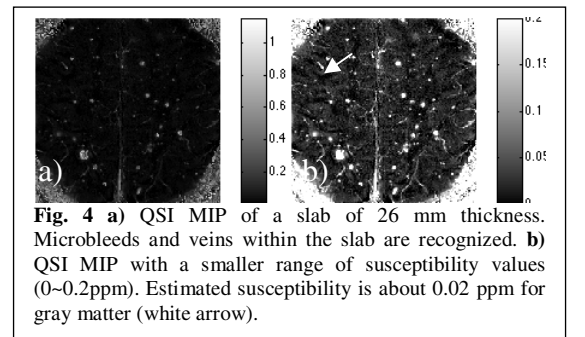 1
0.8
0.6
0.4
0.2
a)
0.2
0.15
0.1
0.05
0
b)
Fig. 4 a) QSI MIP of a slab of 26 mm thickness.
Microbleeds and veins within the slab are recognized. b)
QSI MIP with a smaller range of susceptibility values
(0~0.2ppm). Estimated susceptibility is about 0.02 ppm for
gray matter (white arrow).